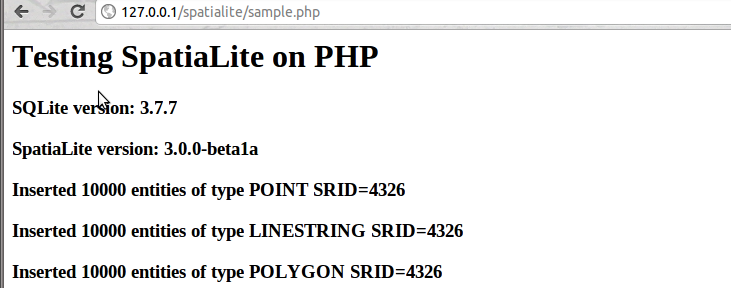 127.0.0.1/spatialite/sample.php
Testing SpatiaLite on PHP
SQLite version: 3.7.7
SpatiaLite version: 3.0.0-beta1a
Inserted 10000 entities of type POINT SRID=4326
Inserted 10000 entities of type LINESTRING SRID=4326
Inserted 10000 entities of type POLYGON SRID=4326